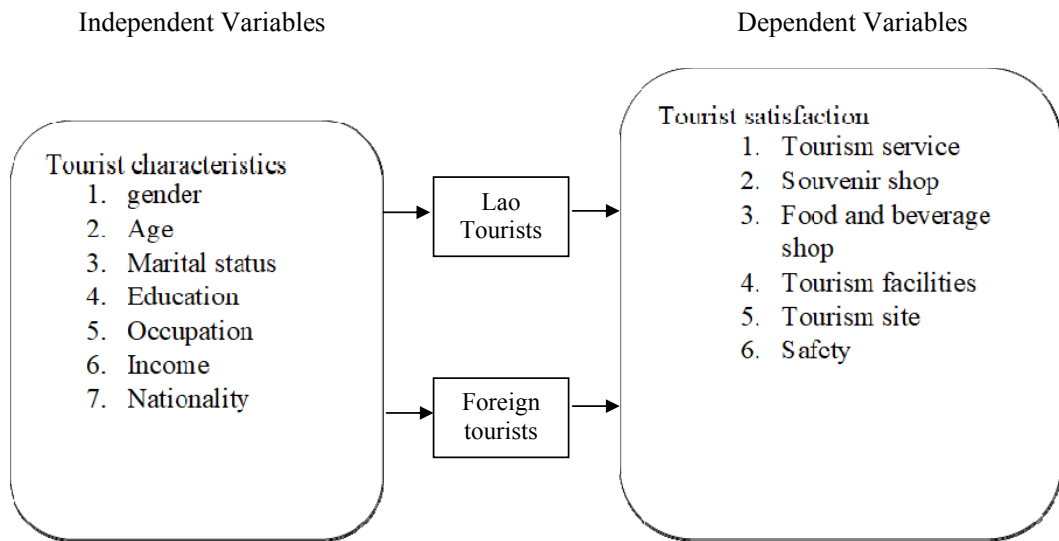 Independent Variables
Dependent Variables
Tourist characteristics
1. gender
2. Age
3. Marital status
4. Education
5. Occupation
6. Income
7. Nationality
Lao
Tourists
Foreign
tourists
Tourist satisfaction
1. Tourism service
2. Souvenir shop
3. Food and beverage
shop
4. Tourism facilities
5. Tourism site
6. Safety